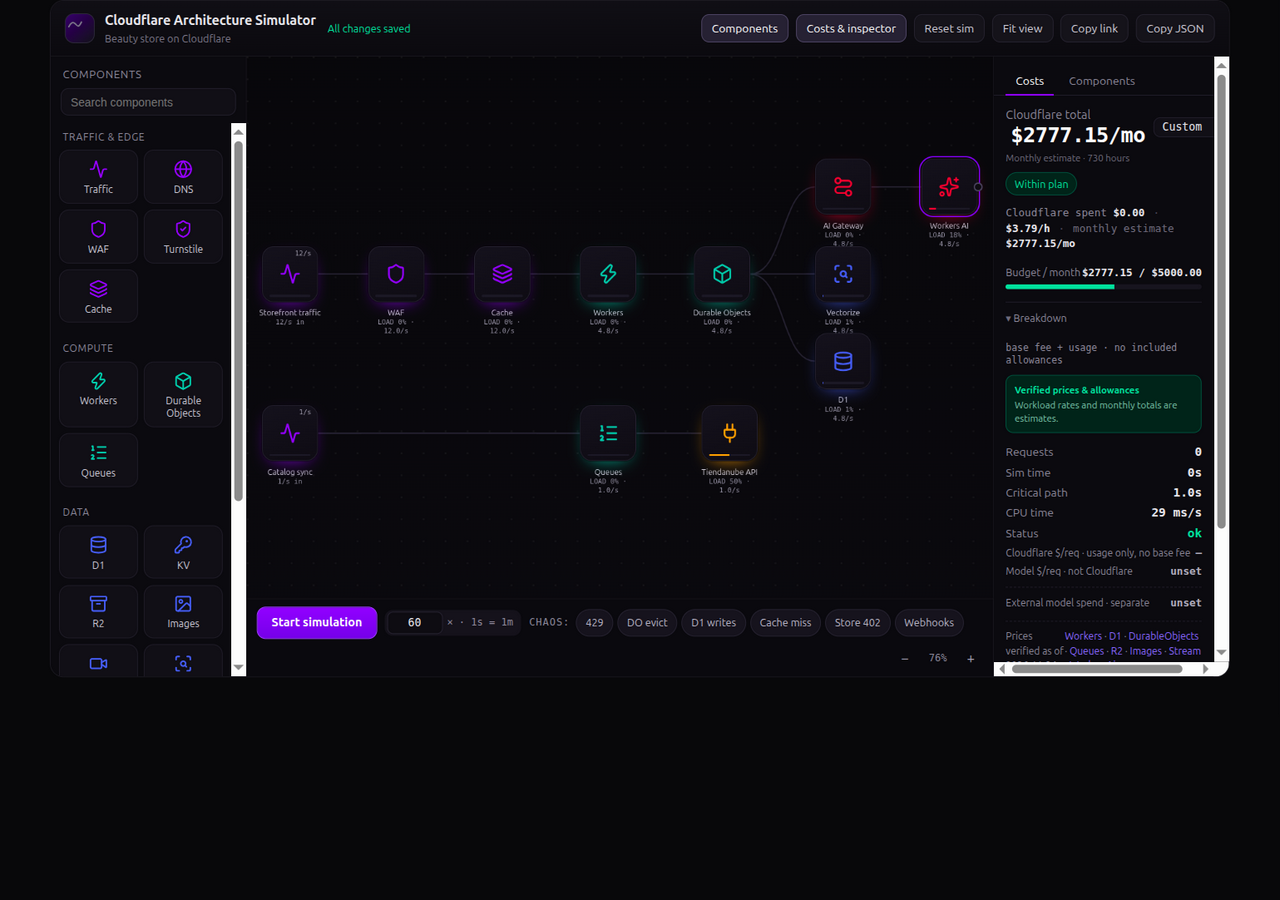 Cloudflare Architecture Simulator
Beauty store on Cloudflare
All changes saved
Components
Costs & inspector
Reset sim
Fit view
Copy link
Copy JSON
COMPONENTS
Search components
TRAFFIC & EDGE
Traffic
DNS
WAF
Turnstile
Cache
COMPUTE
Workers
Durable Objects
Queues
DATA
D1
KV
R2
Images
12/s
Storefront traffic
12/s in
WAF
LOAD 0% ·
12.0/s
Cache
LOAD 0% ·
12.0/s
Workers
LOAD 0% ·
4.8/s
Durable Objects
LOAD 0% ·
4.8/s
AI Gateway
LOAD 0% ·
4.8/s
Workers AI
LOAD 18% ·
4.8/s
Vectorize
LOAD 1% ·
4.8/s
D1
LOAD 1% ·
4.8/s
1/s
Catalog sync
1/s in
Queues
LOAD 0% ·
1.0/s
Tiendanube API
LOAD 50% ·
1.0/s
Start simulation
60 × · 1s = 1m
CHAOS:
429
DO evict
D1 writes
Cache miss
Store 402
Webhooks
− 76% +
Costs
Components
Cloudflare total
$2777.15/mo
Custom
Monthly estimate · 730 hours
Within plan
Cloudflare spent $0.00 ·
$3.79/h · monthly estimate
$2777.15/mo
Budget / month $2777.15 / $5000.00
▾ Breakdown
base fee + usage · no included
allowances
Verified prices & allowances
Workload rates and monthly totals are
estimates.
Requests 0
Sim time 0s
Critical path 1.0s
CPU time 29 ms/s
Status ok
Cloudflare $/req · usage only, no base fee —
Model $/req · not Cloudflare unset
External model spend · separate unset
Prices Workers · D1 · DurableObjects
verified as of · Queues · R2 · Images · Stream